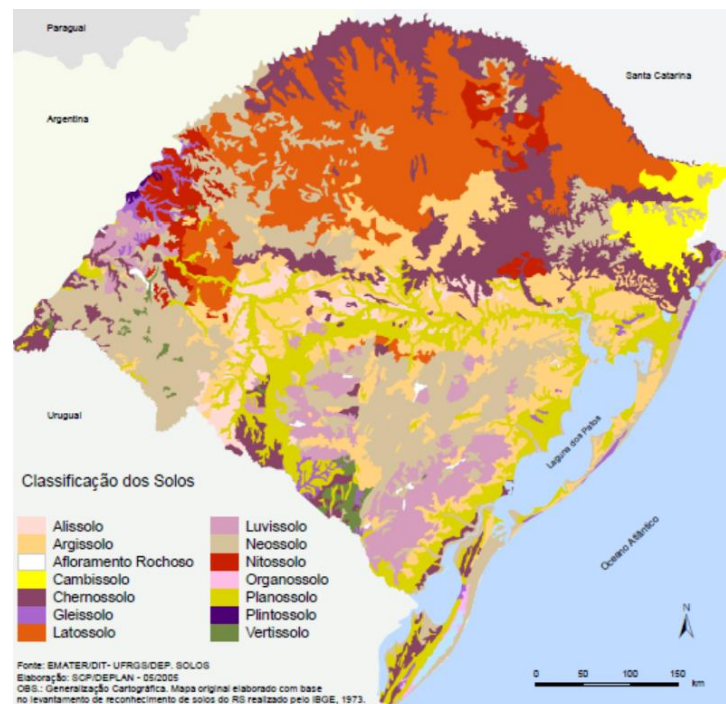 Paraguai
Santa Catarina
Argentina
Uruguai
Laguna dos Patos
Oceano Atlântico
Classificação dos Solos
Alissolo
Argissolo
Afloramento Rochoso
Cambissolo
Chernossolo
Gleissolo
Latossolo
Luvissolo
Neossolo
Nitossolo
Organossolo
Planossolo
Plintossolo
Vertissolo
N
0 50 100 150
km
Fonte: EMATER/DIT- UFRGS/DEP. SOLOS
Elaboração: SCP/DEPLAN - 05/2005
OBS.: Generalização Cartográfica. Mapa original elaborado com base
no levantamento de reconhecimento de solos do RS realizado pelo IBGE, 1973.